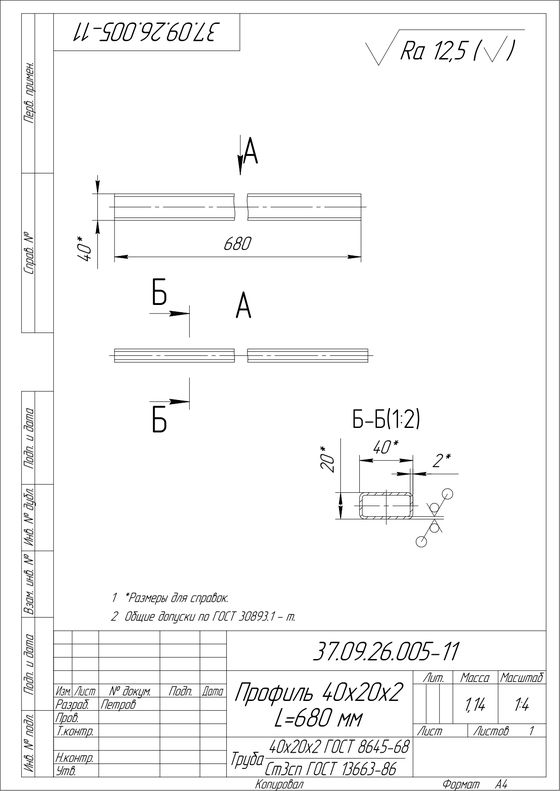 37.09.26.005-11
Ra 12,5 (√)
Перв. примен.
Справ. №
А
40*
680
Б
А
Б
Б-Б(1:2)
40*
20*
2*
Подп. и дата
Инв. № дубл.
Взам. инв. №
Подп. и дата
Инв. № подл.
1 *Размеры для справок.
2 Общие допуски по ГОСТ 30893.1 - m.
37.09.26.005-11
Изм. Лист № докум. Подп. Дата
Разраб. Петров
Пров.
Т.контр.
Н.контр.
Утв.
Профиль 40х20х2
L=680 мм
Лит. Масса Масштаб
1,14 1:4
Лист Листов 1
Труба 40х20х2 ГОСТ 8645-68
Ст3сп ГОСТ 13663-86
Копировал Формат А4